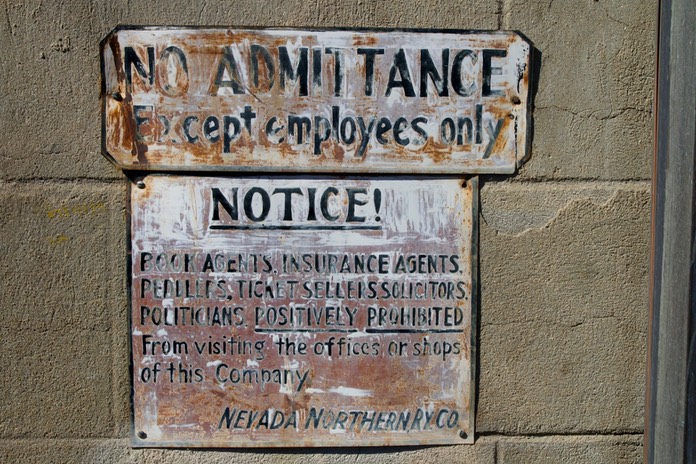 NO ADMITTANCE
Except employees only
NOTICE!
BOOK AGENTS, INSURANCE AGENTS,
PEDLERS, TICKET SELLERS, SOLICITORS,
POLITICIANS POSITIVELY PROHIBITED
From visiting the offices or shops
of this Company
NEVADA NORTHERN RY. CO.